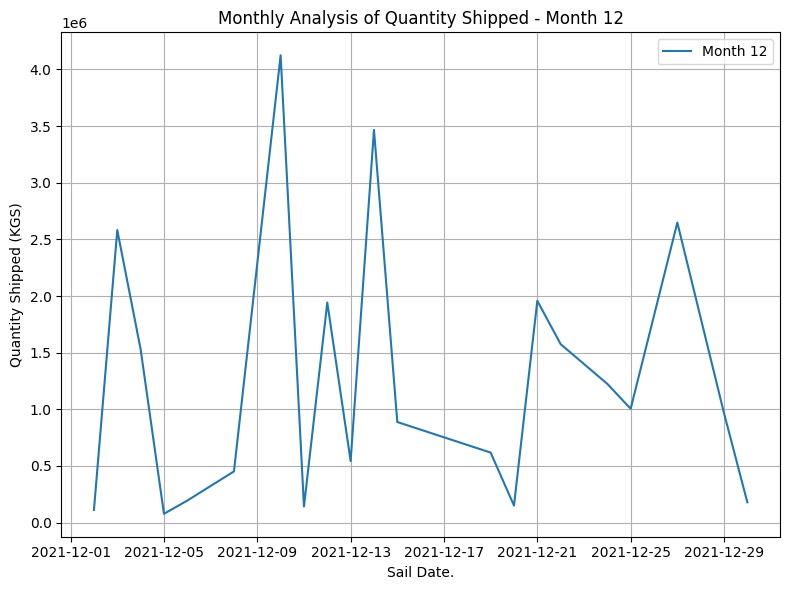 Monthly Analysis of Quantity Shipped - Month 12
1e6
Month 12
4.0
3.5
3.0
2.5
2.0
1.5
1.0
0.5
0.0
Quantity Shipped (KGS)
2021-12-01 2021-12-05 2021-12-09 2021-12-13 2021-12-17 2021-12-21 2021-12-25 2021-12-29
Sail Date.